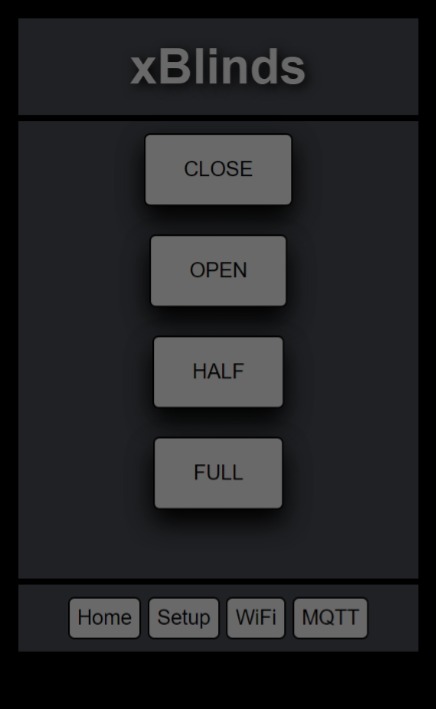 xBlinds
CLOSE
OPEN
HALF
FULL
Home Setup WiFi MQTT